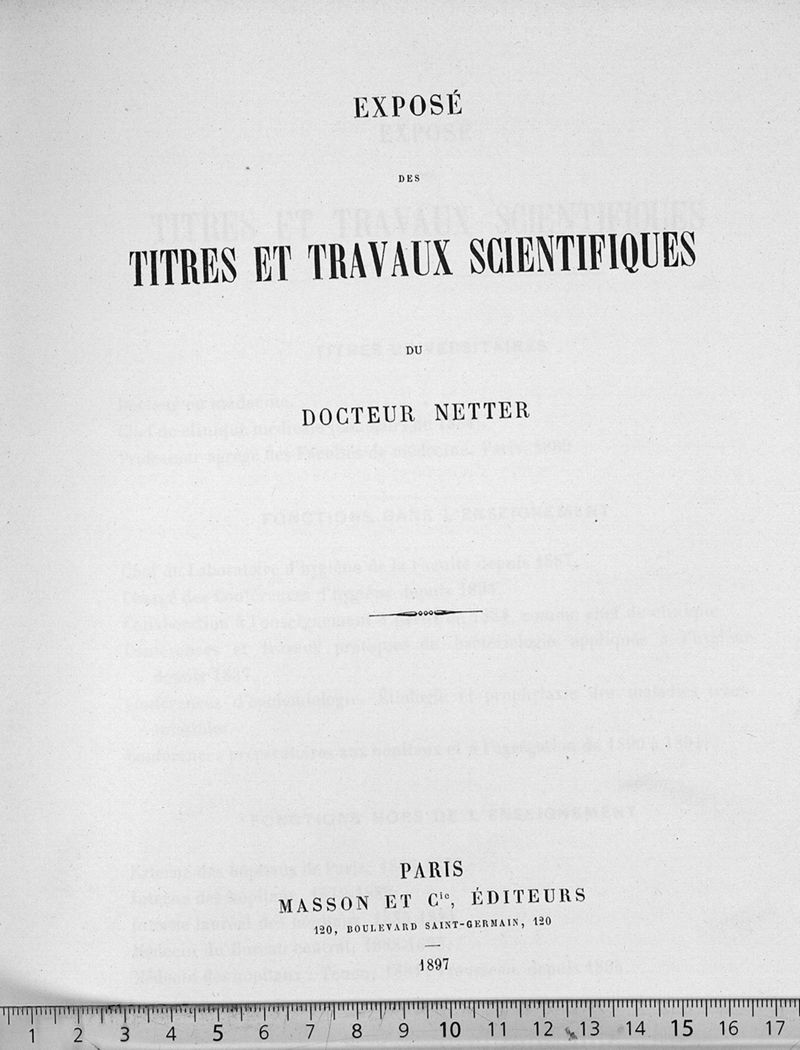 EXPOSÉ
DES
TITRES ET TRAVAUX SCIENTIFIQUES
DU
DOCTEUR NETTER
PARIS
MASSON ET Cie, ÉDITEURS
120, BOULEVARD SAINT-GERMAIN, 120
1897
1 2 3 4 5 6 7 8 9 10 11 12 13 14 15 16 17